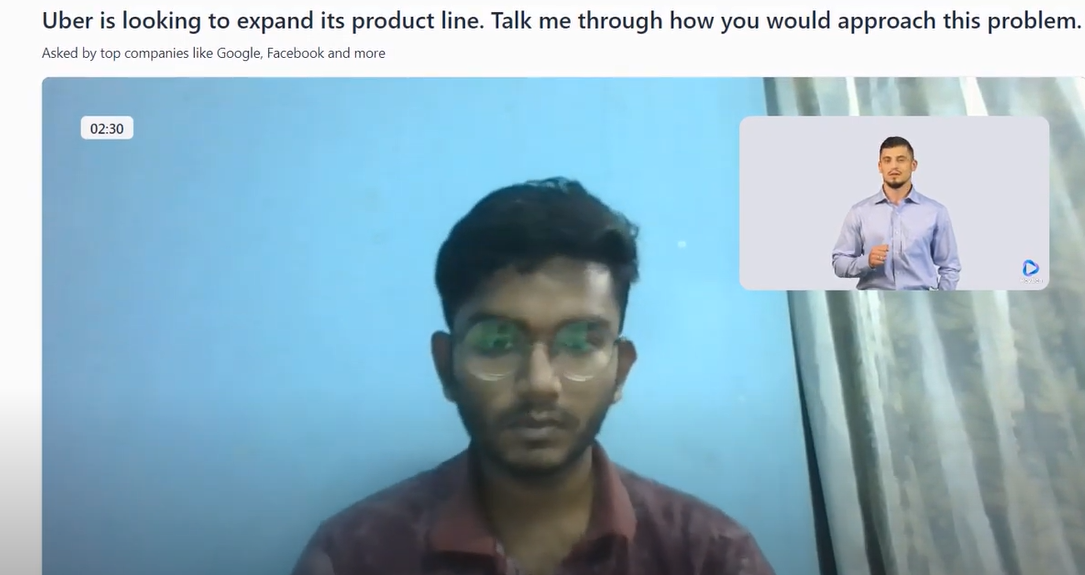 Uber is looking to expand its product line. Talk me through how you would approach this problem.
Asked by top companies like Google, Facebook and more
02:30